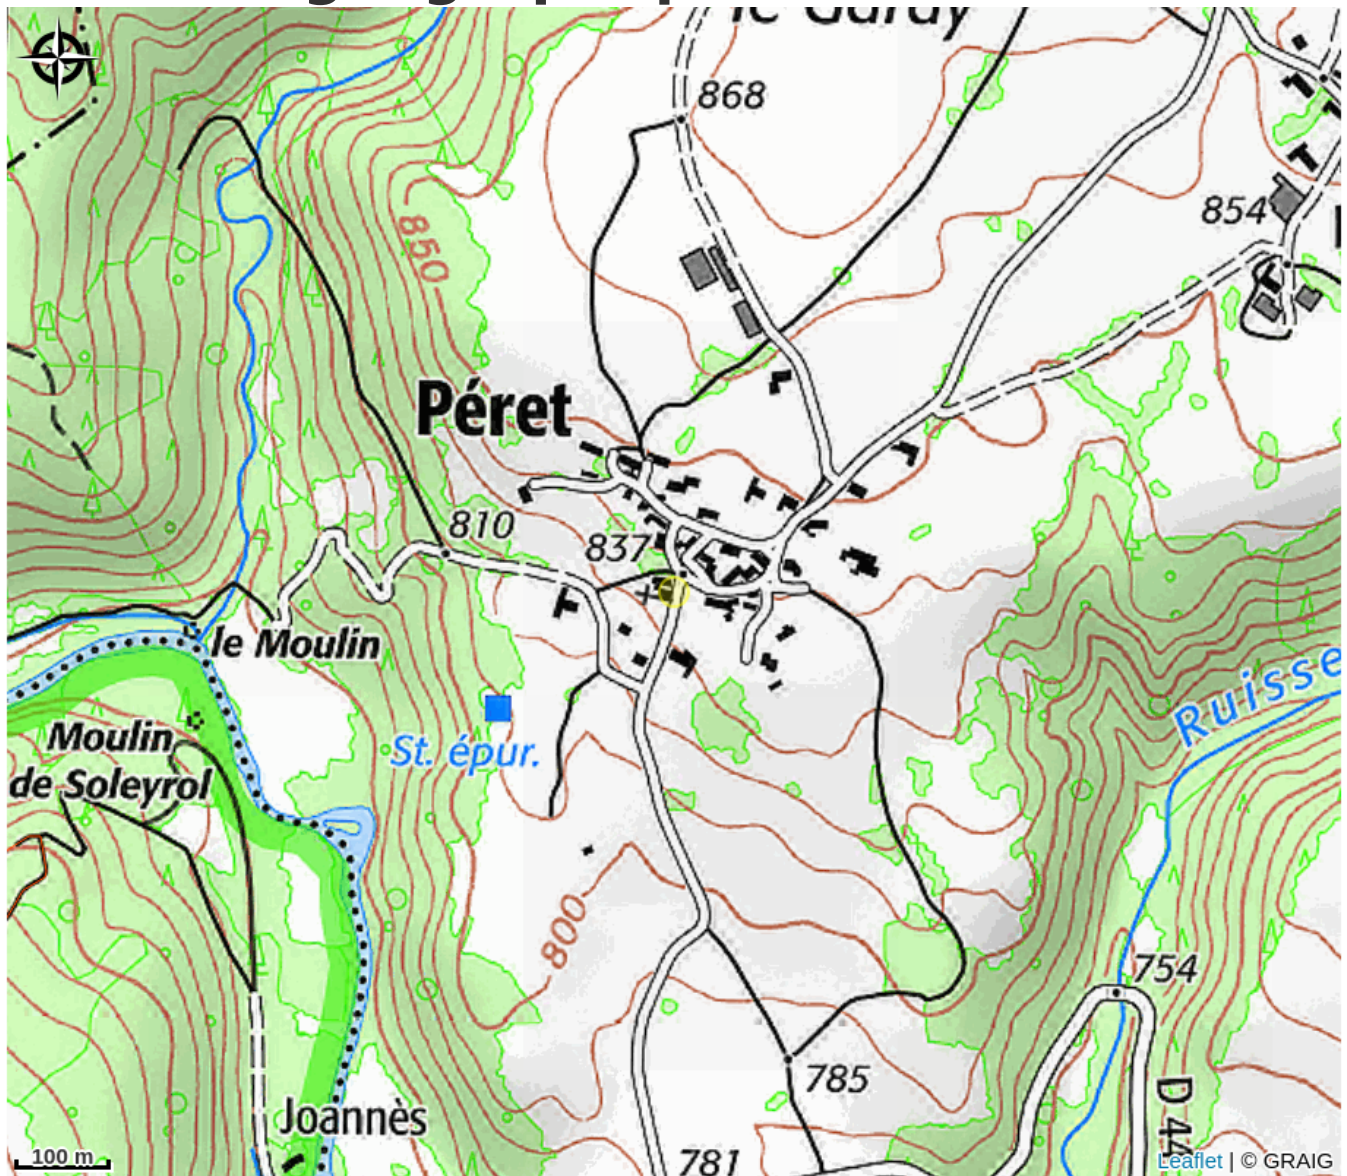 868
854
850
Péret
810
837
le Moulin
Ruisse
Moulin
de Soleyrol
St. épur.
800
754
785
Joannès
D 44
781
100 m
Leaflet | © GRAIG